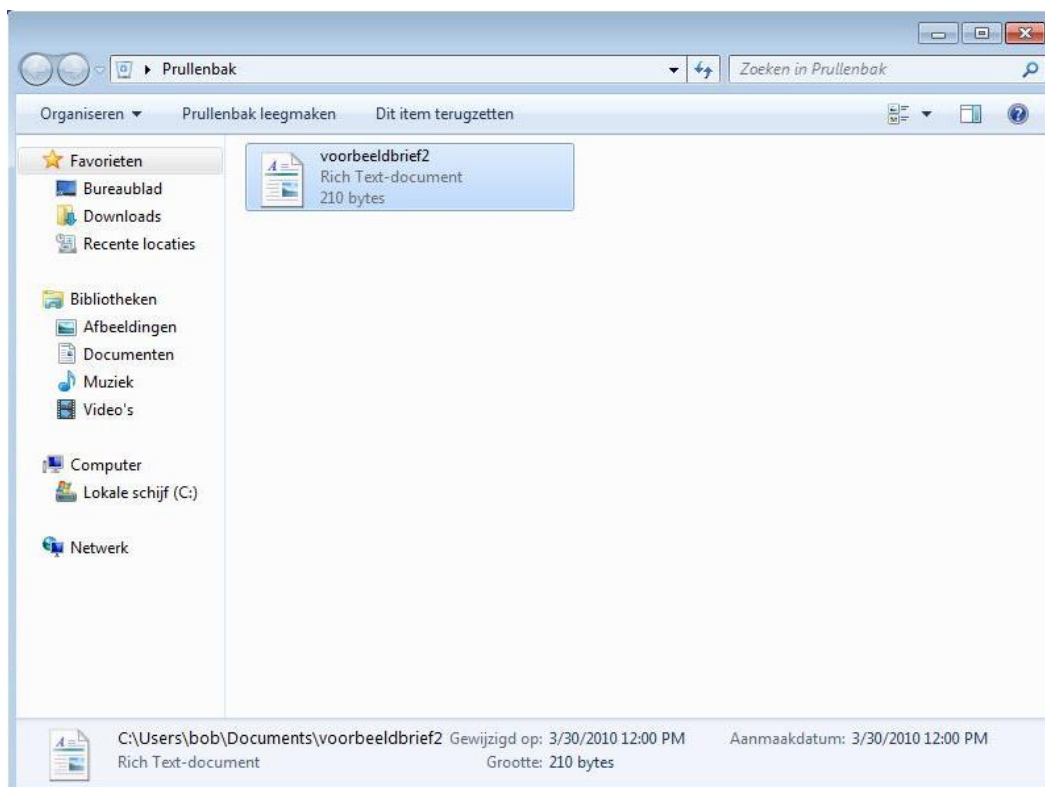 Prullenbak
Zoeken in Prullenbak
Organiseren Prullenbak leegmaken Dit item terugzetten
Favorieten
Bureaublad
Downloads
Recente locaties
Bibliotheken
Afbeeldingen
Documenten
Muziek
Video's
Computer
Lokale schijf (C:)
Netwerk
voorbeeldbrief2
Rich Text-document
210 bytes
C:\Users\bob\Documents\voorbeeldbrief2 Gewijzigd op: 3/30/2010 12:00 PM Aanmaakdatum: 3/30/2010 12:00 PM
Rich Text-document Grootte: 210 bytes